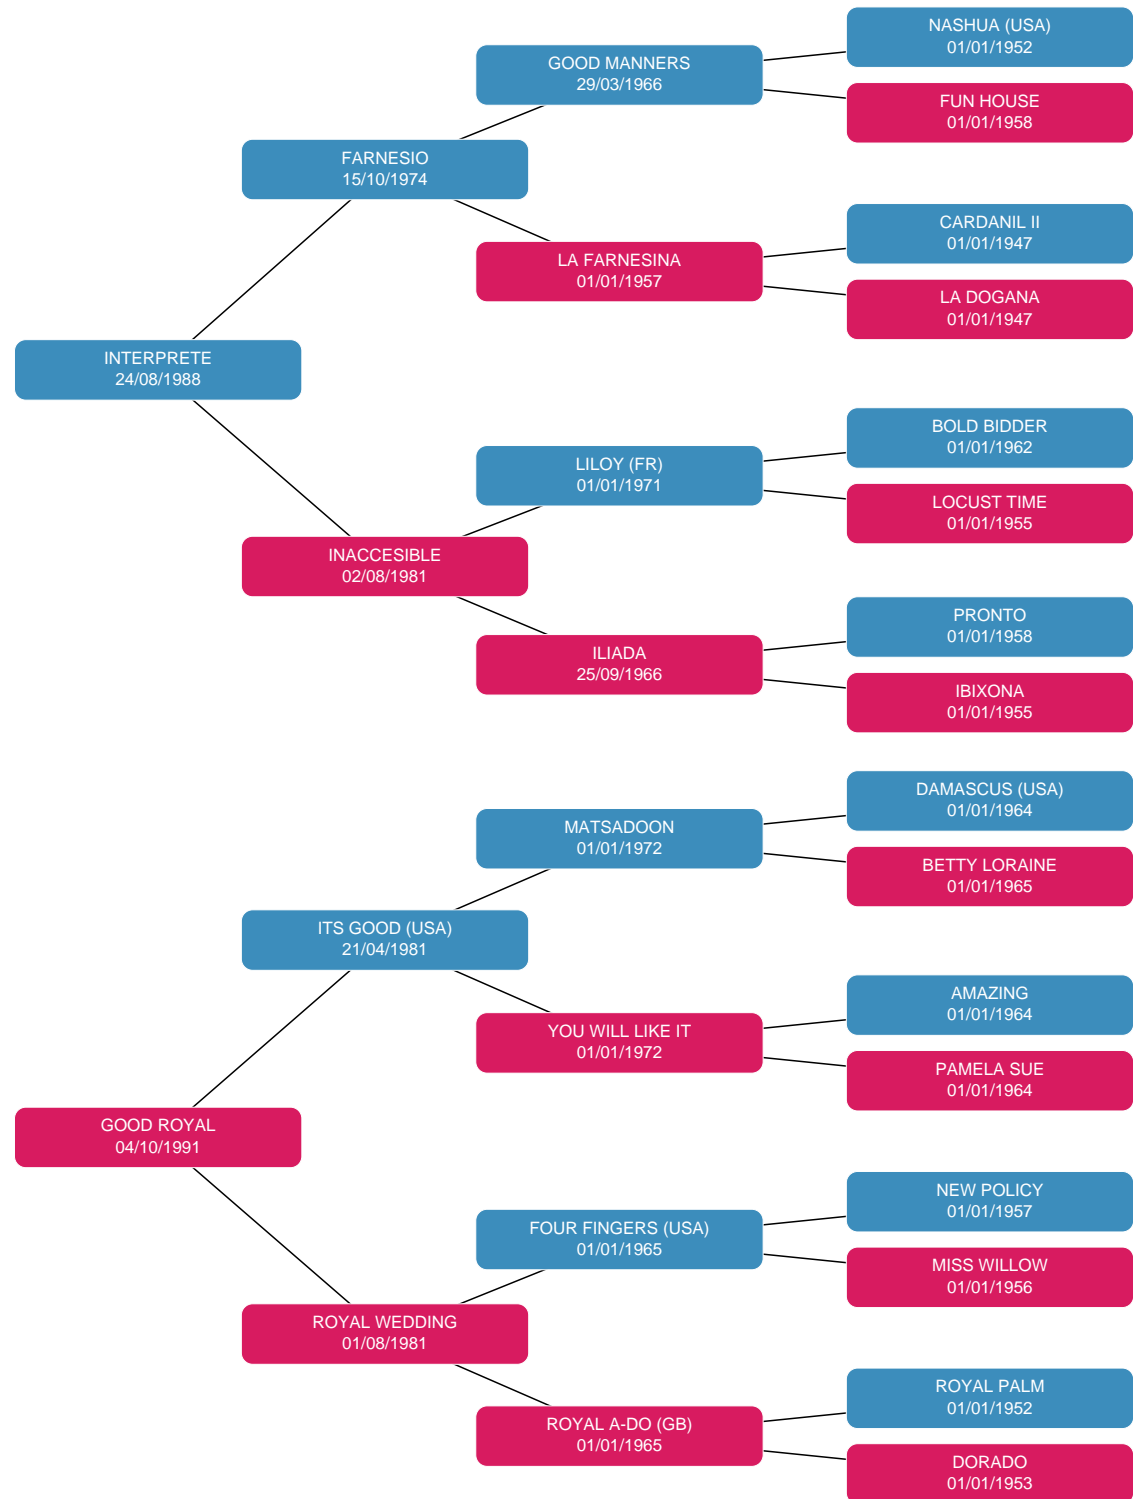 NASHUA (USA)
01/01/1952
GOOD MANNERS
29/03/1966
FUN HOUSE
01/01/1958
FARNESIO
15/10/1974
CARDANIL II
01/01/1947
LA FARNESINA
01/01/1957
LA DOGANA
01/01/1947
INTERPRETE
24/08/1988
BOLD BIDDER
01/01/1962
LILOY (FR)
01/01/1971
LOCUST TIME
01/01/1955
INACCESIBLE
02/08/1981
PRONTO
01/01/1958
ILIADA
25/09/1966
IBIXONA
01/01/1955
DAMASCUS (USA)
01/01/1964
MATSADOON
01/01/1972
BETTY LORAINE
01/01/1965
ITS GOOD (USA)
21/04/1981
AMAZING
01/01/1964
YOU WILL LIKE IT
01/01/1972
PAMELA SUE
01/01/1964
GOOD ROYAL
04/10/1991
NEW POLICY
01/01/1957
FOUR FINGERS (USA)
01/01/1965
MISS WILLOW
01/01/1956
ROYAL WEDDING
01/08/1981
ROYAL PALM
01/01/1952
ROYAL A-DO (GB)
01/01/1965
DORADO
01/01/1953